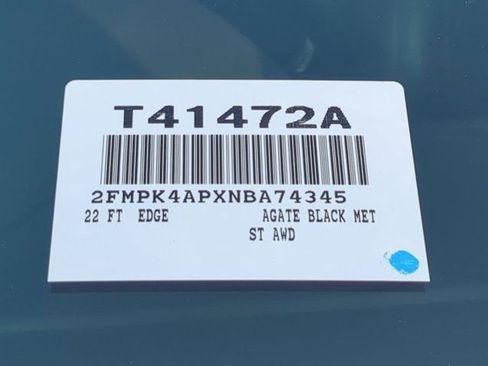 T41472A
2FMPK4APXNBA74345
22 FT EDGE AGATE BLACK MET
ST AWD